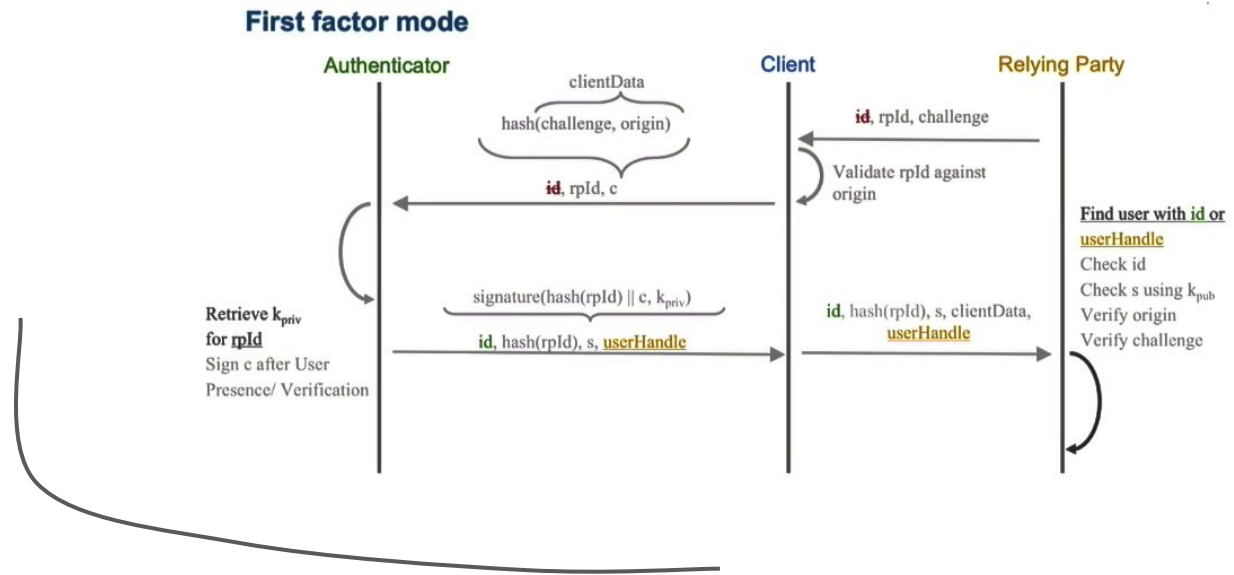 First factor mode
Authenticator
Client
Relying Party
clientData
hash(challenge, origin)
id, rpId, c
id, rpId, challenge
Validate rpId against
origin
Retrieve kpriv
for rpId
Sign c after User
Presence/ Verification
signature(hash(rpId) || c, kpriv)
id, hash(rpId), s, userHandle
id, hash(rpId), s, clientData,
userHandle
Find user with id or
userHandle
Check id
Check s using kpub
Verify origin
Verify challenge